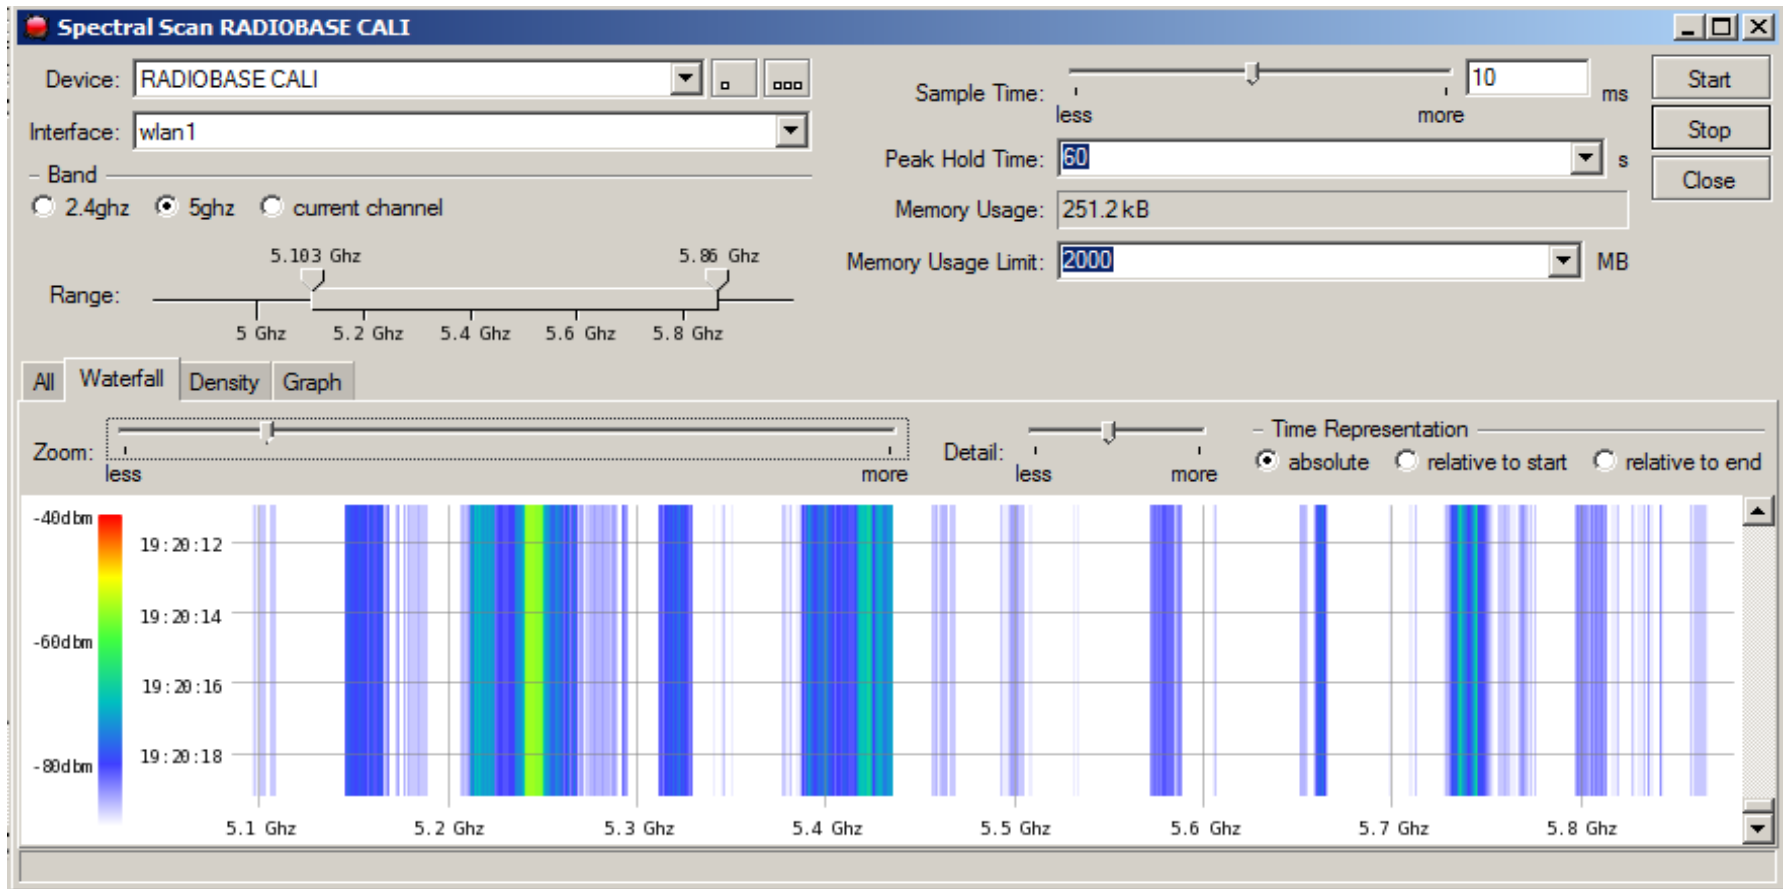 Spectral Scan RADIOBASE CALI
Device: RADIOBASE CALI
Interface: wlan1
Band
2.4ghz 5ghz current channel
5.103 Ghz 5.86 Ghz
Range:
5 Ghz 5.2 Ghz 5.4 Ghz 5.6 Ghz 5.8 Ghz
Sample Time: 10 ms
less more
Peak Hold Time: 60 s
Memory Usage: 251.2 kB
Memory Usage Limit: 2000 MB
Start
Stop
Close
All Waterfall Density Graph
Zoom:
less more
Detail:
less more
Time Representation
absolute relative to start relative to end
-40dbm
-60dbm
-80dbm
19:20:12
19:20:14
19:20:16
19:20:18
5.1 Ghz 5.2 Ghz 5.3 Ghz 5.4 Ghz 5.5 Ghz 5.6 Ghz 5.7 Ghz 5.8 Ghz